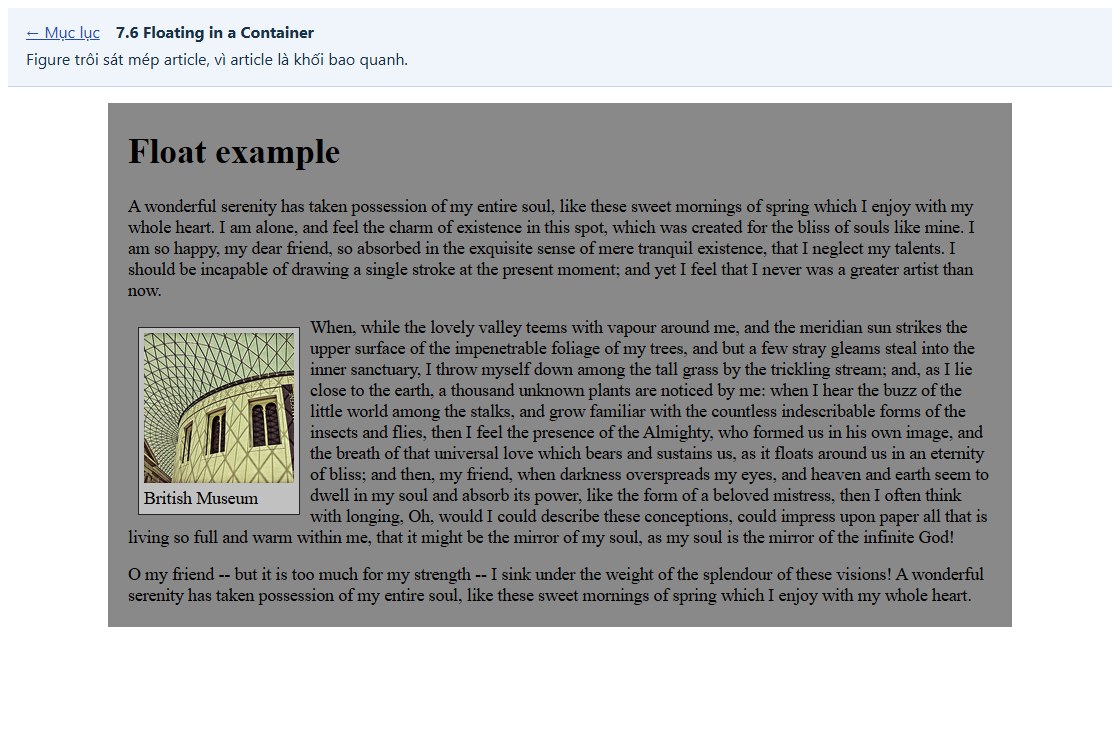 ← Mục lục 7.6 Floating in a Container
Figure trôi sát mép article, vì article là khối bao quanh.
Float example
A wonderful serenity has taken possession of my entire soul, like these sweet mornings of spring which I enjoy with my
whole heart. I am alone, and feel the charm of existence in this spot, which was created for the bliss of souls like mine. I
am so happy, my dear friend, so absorbed in the exquisite sense of mere tranquil existence, that I neglect my talents. I
should be incapable of drawing a single stroke at the present moment; and yet I feel that I never was a greater artist than
now.
When, while the lovely valley teems with vapour around me, and the meridian sun strikes the
upper surface of the impenetrable foliage of my trees, and but a few stray gleams steal into the
inner sanctuary, I throw myself down among the tall grass by the trickling stream; and, as I lie
close to the earth, a thousand unknown plants are noticed by me: when I hear the buzz of the
little world among the stalks, and grow familiar with the countless indescribable forms of the
insects and flies, then I feel the presence of the Almighty, who formed us in his own image, and
the breath of that universal love which bears and sustains us, as it floats around us in an eternity
of bliss; and then, my friend, when darkness overspreads my eyes, and heaven and earth seem to
dwell in my soul and absorb its power, like the form of a beloved mistress, then I often think
with longing, Oh, would I could describe these conceptions, could impress upon paper all that is
living so full and warm within me, that it might be the mirror of my soul, as my soul is the mirror of the infinite God!
British Museum
O my friend -- but it is too much for my strength -- I sink under the weight of the splendour of these visions! A wonderful
serenity has taken possession of my entire soul, like these sweet mornings of spring which I enjoy with my whole heart.